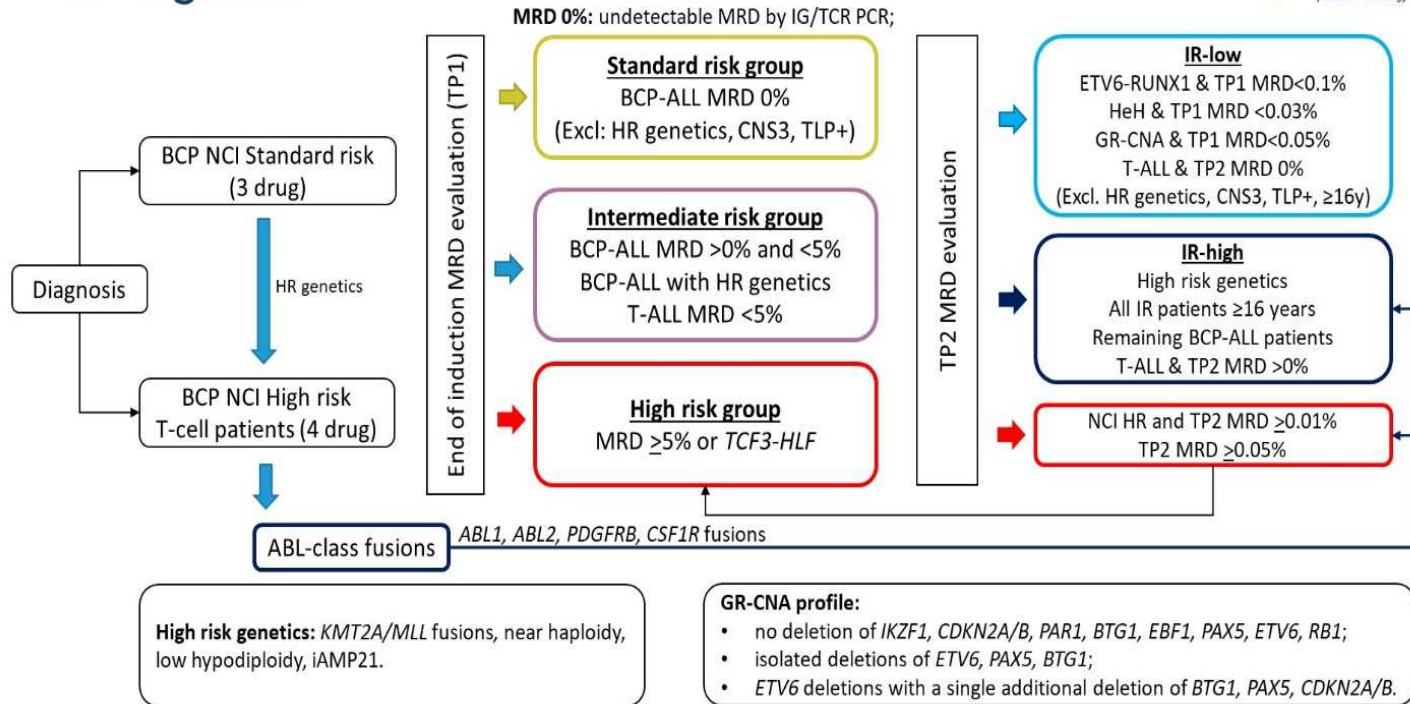 MRD 0%: undetectable MRD by IG/TCR PCR;
Diagnosis
BCP NCI Standard risk
(3 drug)
HR genetics
BCP NCI High risk
T-cell patients (4 drug)
End of induction MRD evaluation (TP1)
Standard risk group
BCP-ALL MRD 0%
(Excl: HR genetics, CNS3, TLP+)
Intermediate risk group
BCP-ALL MRD >0% and <5%
BCP-ALL with HR genetics
T-ALL MRD <5%
High risk group
MRD ≥5% or TCF3-HLF
TP2 MRD evaluation
IR-low
ETV6-RUNX1 & TP1 MRD<0.1%
HeH & TP1 MRD <0.03%
GR-CNA & TP1 MRD<0.05%
T-ALL & TP2 MRD 0%
(Excl. HR genetics, CNS3, TLP+, ≥16y)
IR-high
High risk genetics
All IR patients ≥16 years
Remaining BCP-ALL patients
T-ALL & TP2 MRD >0%
NCI HR and TP2 MRD ≥0.01%
TP2 MRD ≥0.05%
ABL-class fusions
ABL1, ABL2, PDGFRB, CSF1R fusions
High risk genetics: KMT2A/MLL fusions, near haploidy,
low hypodiploidy, iAMP21.
GR-CNA profile:
• no deletion of IKZF1, CDKN2A/B, PAR1, BTG1, EBF1, PAX5, ETV6, RB1;
• isolated deletions of ETV6, PAX5, BTG1;
• ETV6 deletions with a single additional deletion of BTG1, PAX5, CDKN2A/B.